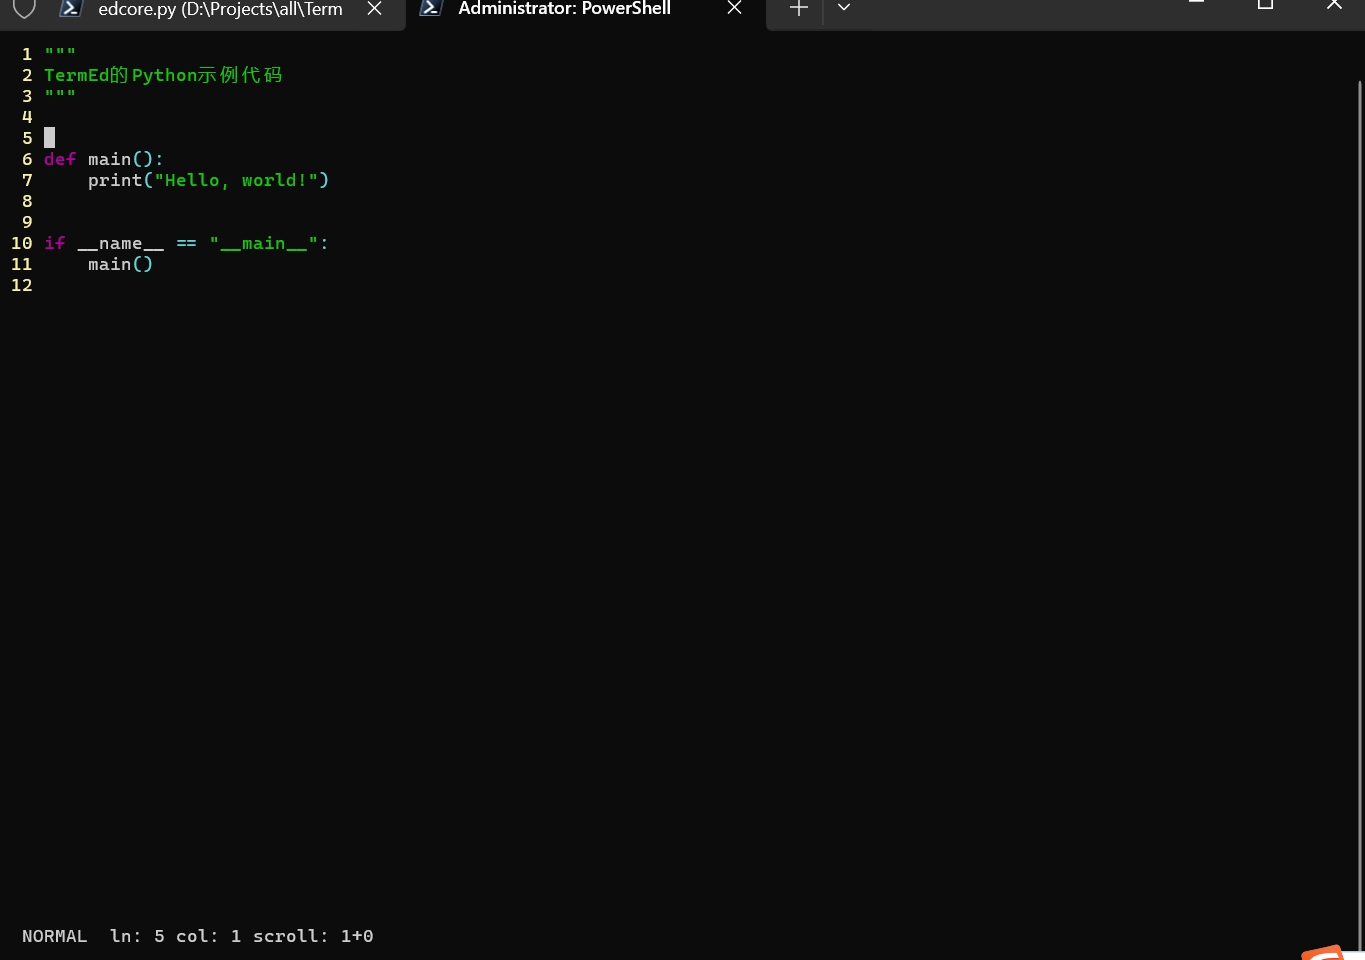 edcore.py (D:\Projects\all\Term
Administrator: PowerShell
1 """
2 TermEd的Python示例代码
3 """
4
5
6 def main():
7     print("Hello, world!")
8
9
10 if __name__ == "__main__":
11     main()
12
NORMAL  ln: 5 col: 1 scroll: 1+0